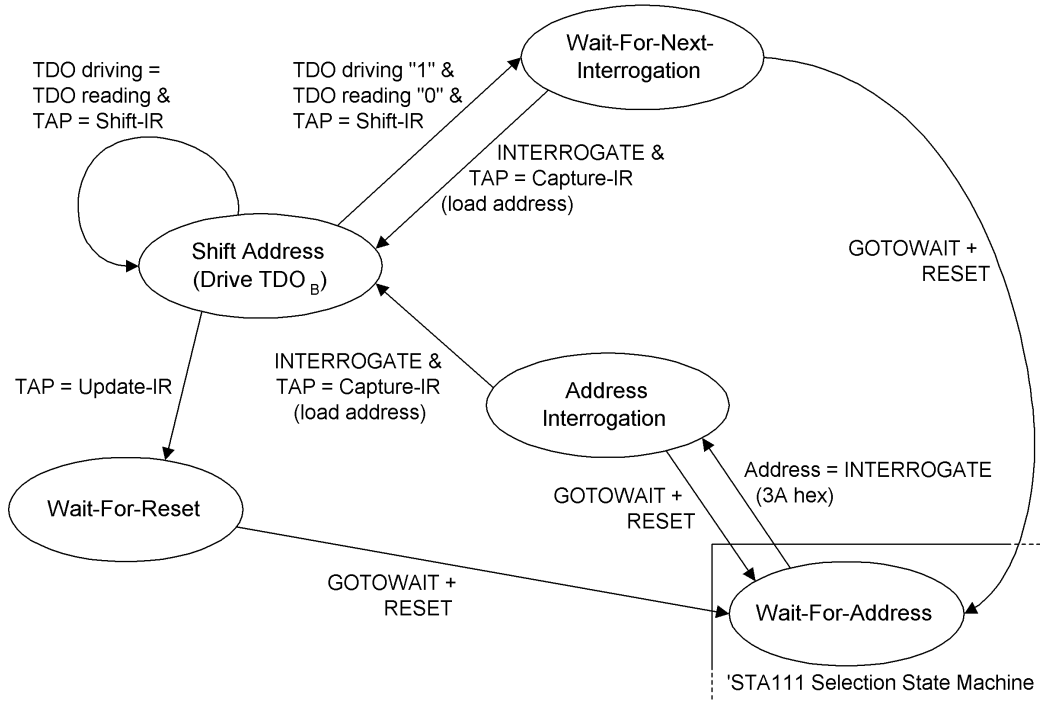 Wait-For-Next-
Interrogation
TDO driving =
TDO reading &
TAP = Shift-IR
TDO driving "1" &
TDO reading "0" &
TAP = Shift-IR
INTERROGATE &
TAP = Capture-IR
(load address)
Shift Address
(Drive TDO B)
GOTOWAIT +
RESET
INTERROGATE &
TAP = Capture-IR
(load address)
TAP = Update-IR
Address
Interrogation
Address = INTERROGATE
(3A hex)
GOTOWAIT +
RESET
Wait-For-Reset
GOTOWAIT +
RESET
Wait-For-Address
'STA111 Selection State Machine